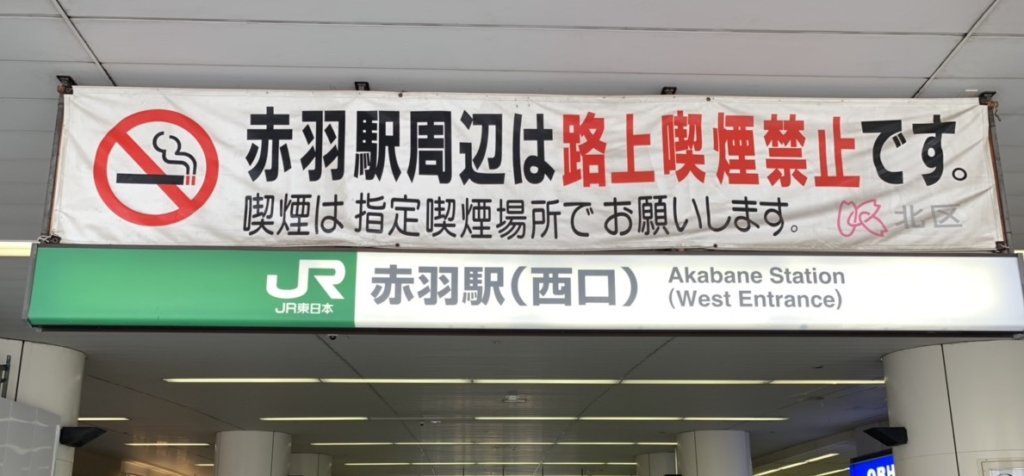 赤羽駅周辺は路上喫煙禁止です。
喫煙は 指定喫煙場所で お願いします。
北区
JR
JR東日本
赤羽駅(西口)
Akabane Station
(West Entrance)